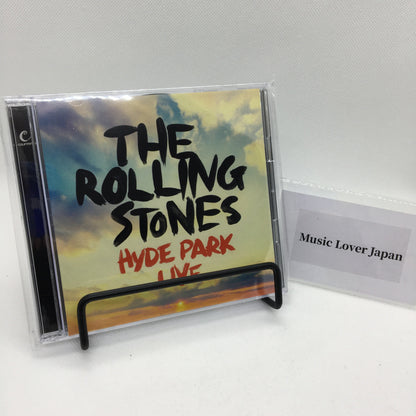 THE
ROLLING
STONES
HYDE PARK
LIVE
Music Lover Japan